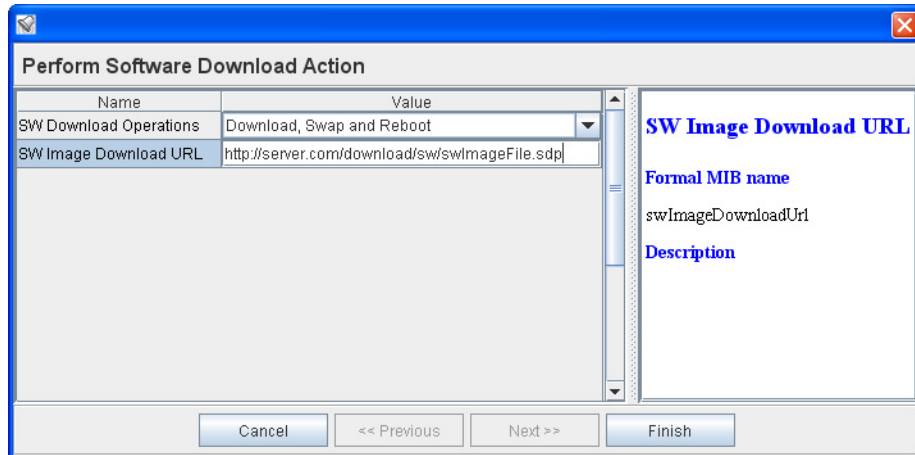 Perform Software Download Action
Name Value
SW Download Operations Download, Swap and Reboot
SW Image Download URL http://server.com/download/sw/swImageFile.sdp
SW Image Download URL
Formal MIB name
swImageDownloadUrl
Description
Cancel << Previous Next >> Finish